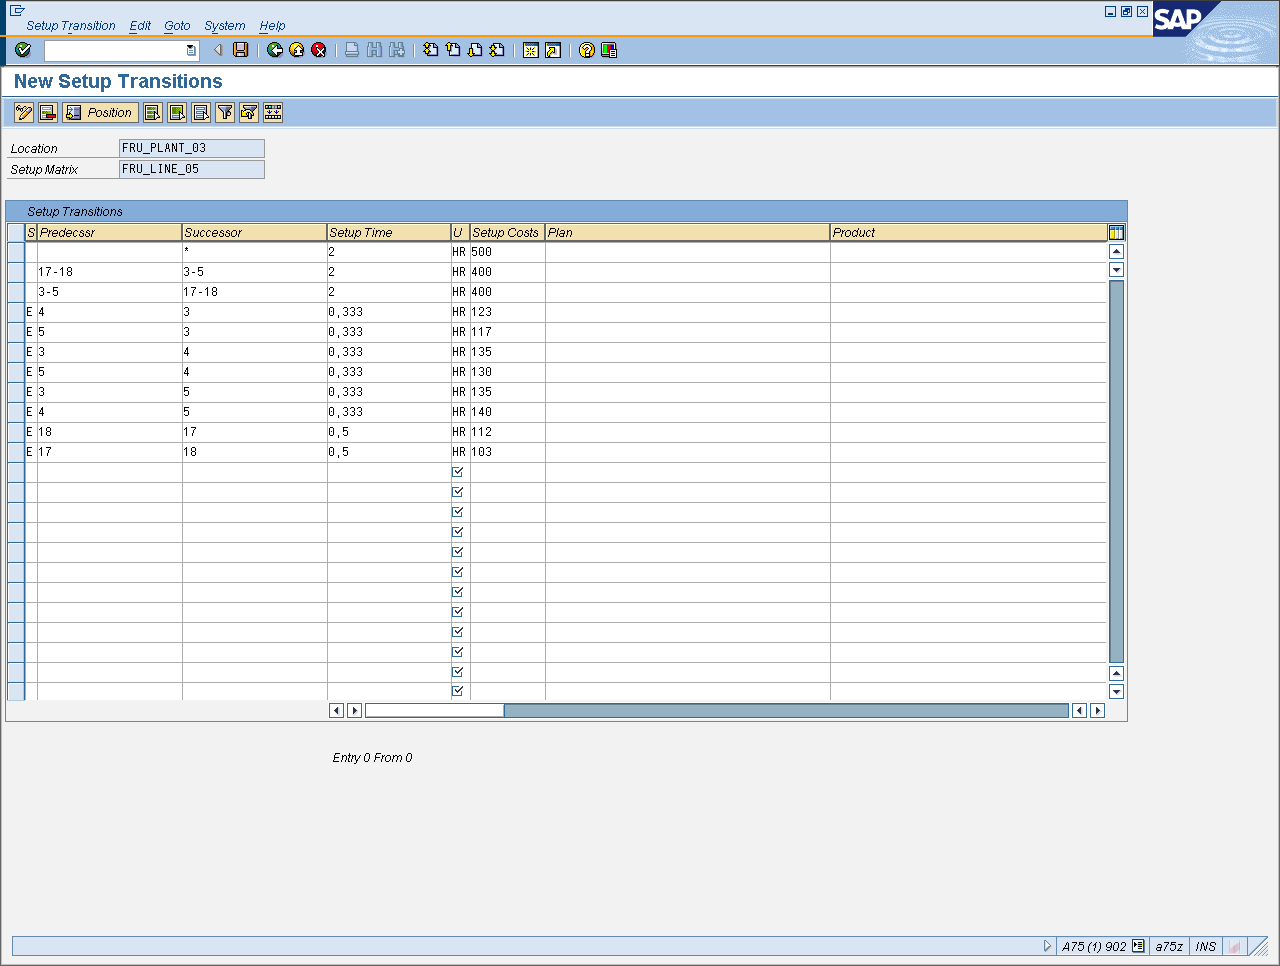 Setup Transition Edit Goto System Help
SAP
New Setup Transitions
Position
Location FRU_PLANT_03
Setup Matrix FRU_LINE_05
Setup Transitions
S Predecssr Successor Setup Time U Setup Costs Plan Product
* 2 HR 500
17-18 3-5 2 HR 400
3-5 17-18 2 HR 400
E 4 3 0,333 HR 123
E 5 3 0,333 HR 117
E 3 4 0,333 HR 135
E 5 4 0,333 HR 130
E 3 5 0,333 HR 135
E 4 5 0,333 HR 140
E 18 17 0,5 HR 112
E 17 18 0,5 HR 103
Entry 0 From 0
A75 (1) 902 a75z INS